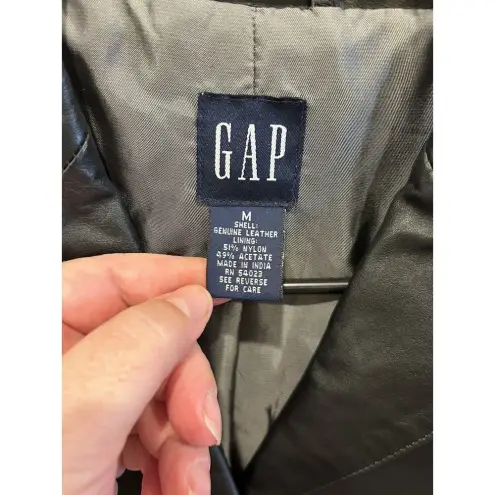 GAP
M
SHELL:
GENUINE LEATHER
LINING:
51% NYLON
49% ACETATE
MADE IN INDIA
RN 54023
SEE REVERSE
FOR CARE